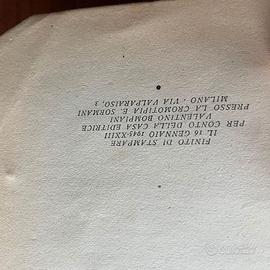 FINITO DI STAMPARE
IL 16 GENNAIO 1945-XXIII
PER CONTO DELLA CASA EDITRICE
VALENTINO BOMPIANI
PRESSO LA CROMOTIPIA E. SORMANI
MILANO - VIA VALPARAISO, 3